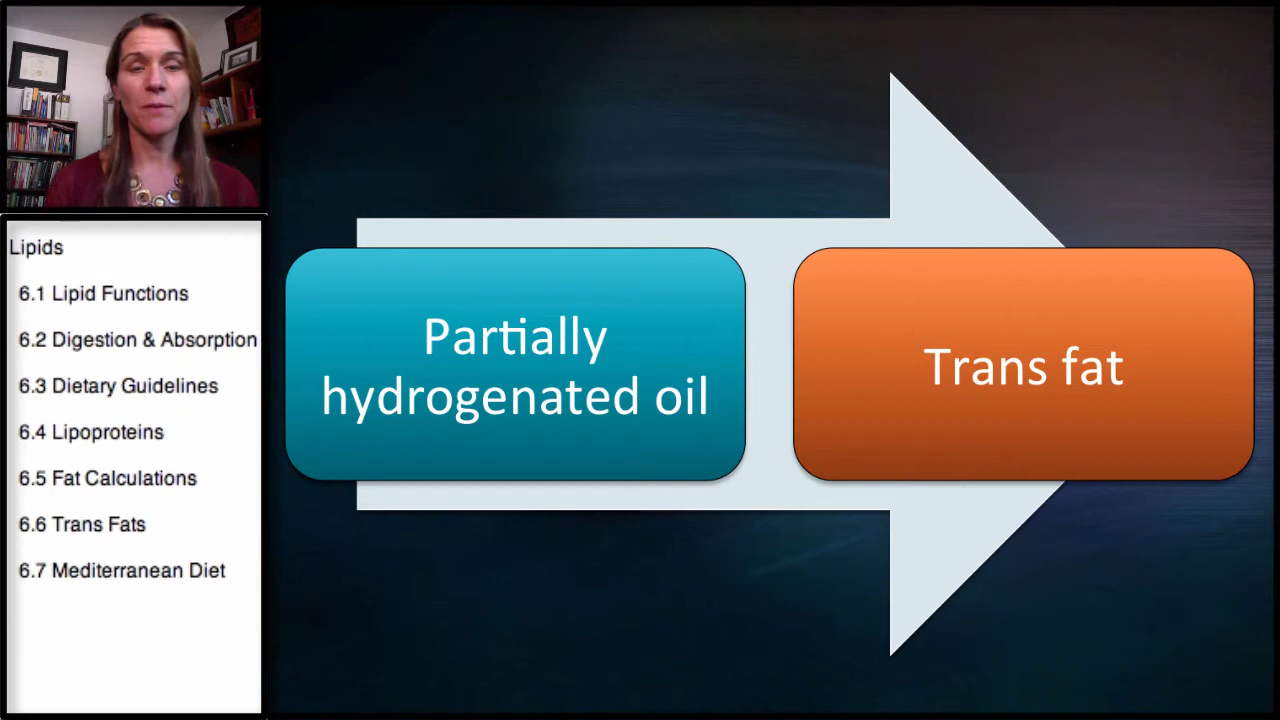 Lipids
6.1 Lipid Functions
6.2 Digestion & Absorption
6.3 Dietary Guidelines
6.4 Lipoproteins
6.5 Fat Calculations
6.6 Trans Fats
6.7 Mediterranean Diet
Partially
hydrogenated oil
Trans fat